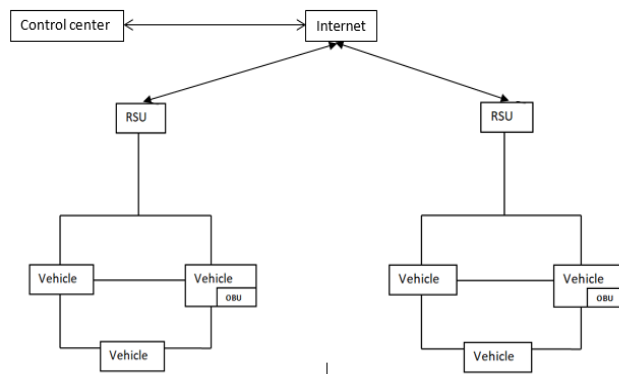 Control center
Internet
RSU
RSU
Vehicle
Vehicle
OBU
Vehicle
Vehicle
OBU
Vehicle
Vehicle